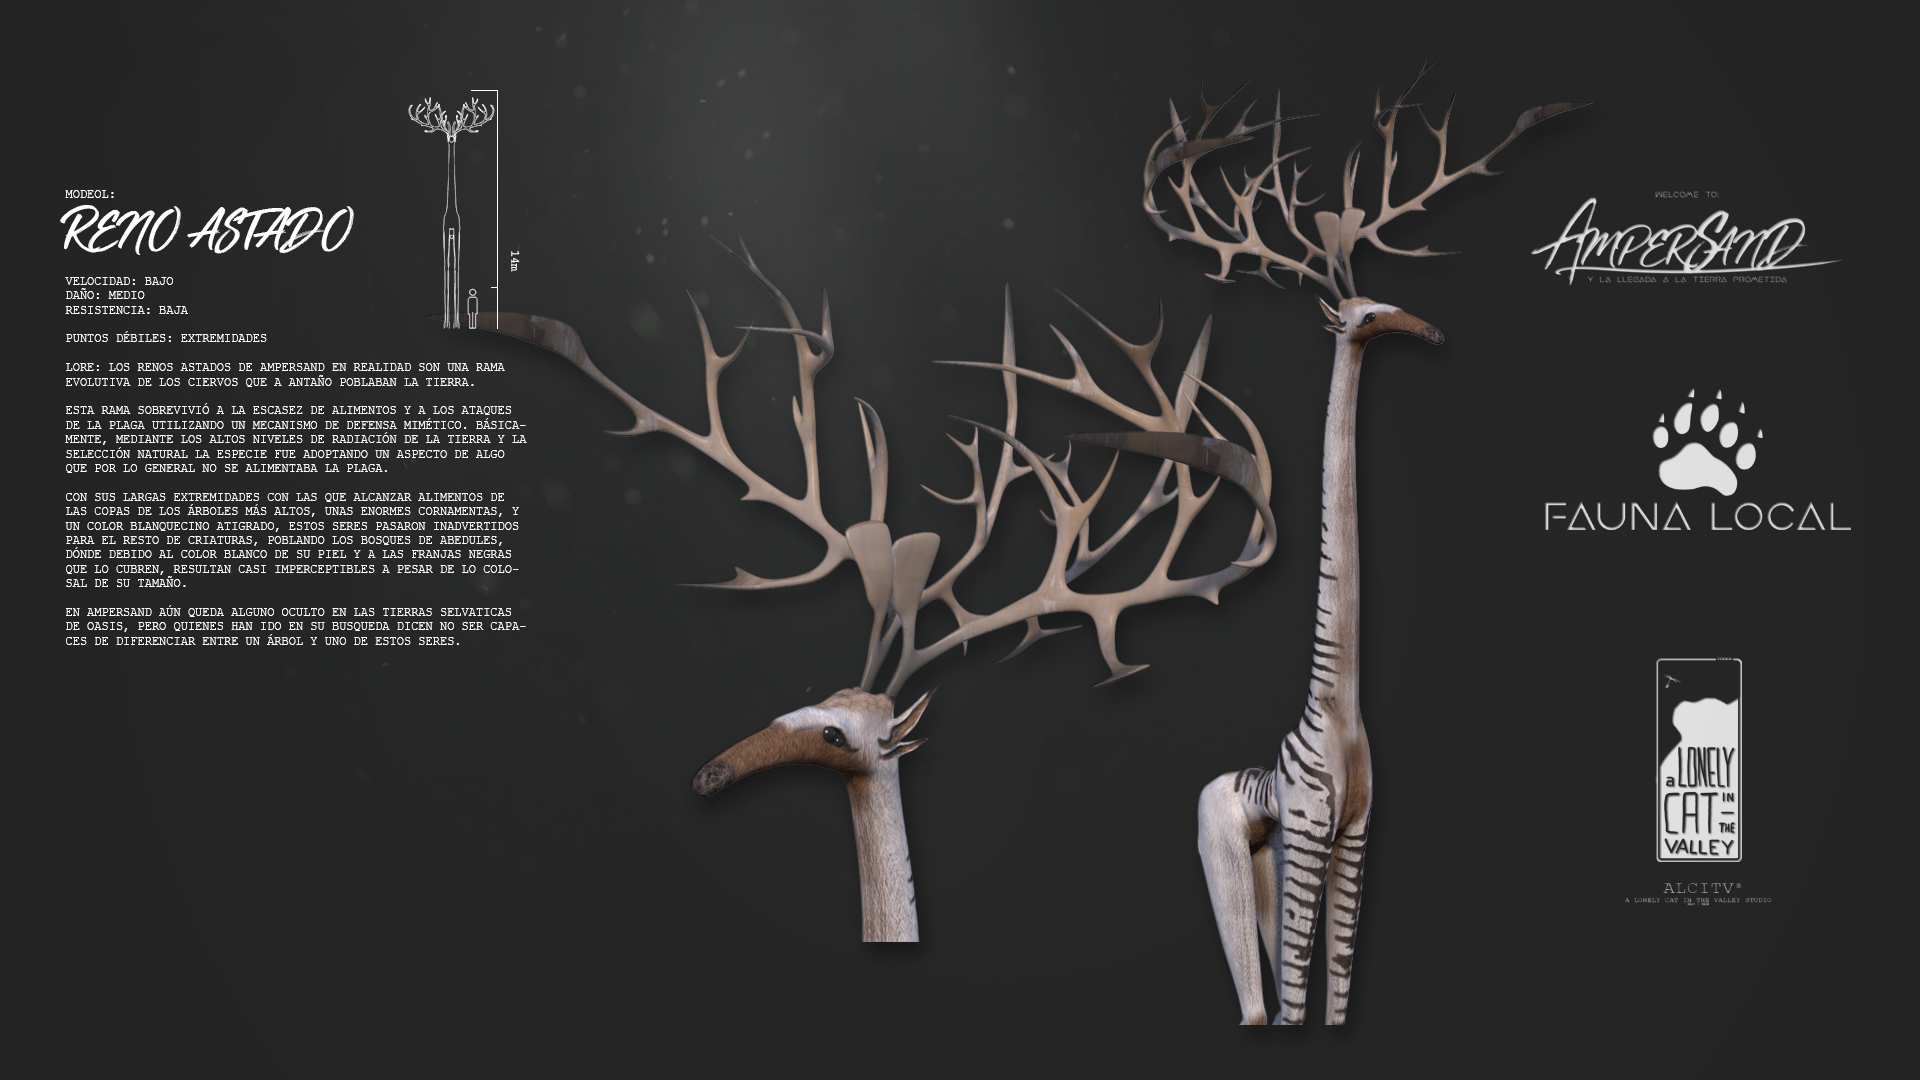 MODEOL:
RENO ASTADO
14m
VELOCIDAD: BAJO
DAÑO: MEDIO
RESISTENCIA: BAJA
PUNTOS DÉBILES: EXTREMIDADES
LORE: LOS RENOS ASTADOS DE AMPERSAND EN REALIDAD SON UNA RAMA
EVOLUTIVA DE LOS CIERVOS QUE A ANTAÑO POBLABAN LA TIERRA.
ESTA RAMA SOBREVIVIÓ A LA ESCASEZ DE ALIMENTOS Y A LOS ATAQUES
DE LA PLAGA UTILIZANDO UN MECANISMO DE DEFENSA MIMÉTICO. BÁSICA-
MENTE, MEDIANTE LOS ALTOS NIVELES DE RADIACIÓN DE LA TIERRA Y LA
SELECCIÓN NATURAL LA ESPECIE FUE ADOPTANDO UN ASPECTO DE ALGO
QUE POR LO GENERAL NO SE ALIMENTABA LA PLAGA.
CON SUS LARGAS EXTREMIDADES CON LAS QUE ALCANZAR ALIMENTOS DE
LAS COPAS DE LOS ÁRBOLES MÁS ALTOS, UNAS ENORMES CORNAMENTAS, Y
UN COLOR BLANQUECINO ATIGRADO, ESTOS SERES PASARON INADVERTIDOS
PARA EL RESTO DE CRIATURAS, POBLANDO LOS BOSQUES DE ABEDULES,
DÓNDE DEBIDO AL COLOR BLANCO DE SU PIEL Y A LAS FRANJAS NEGRAS
QUE LO CUBREN, RESULTAN CASI IMPERCEPTIBLES A PESAR DE LO COLO-
SAL DE SU TAMAÑO.
EN AMPERSAND AÚN QUEDA ALGUNO OCULTO EN LAS TIERRAS SELVATICAS
DE OASIS, PERO QUIENES HAN IDO EN SU BUSQUEDA DICEN NO SER CAPA-
CES DE DIFERENCIAR ENTRE UN ÁRBOL Y UNO DE ESTOS SERES.
WELCOME TO:
AMPERSAND
Y LA LLEGADA A LA TIERRA PROMETIDA
FAUNA LOCAL
a LONELY
CAT IN
THE
VALLEY
ALCITV®
A LONELY CAT IN THE VALLEY STUDIO